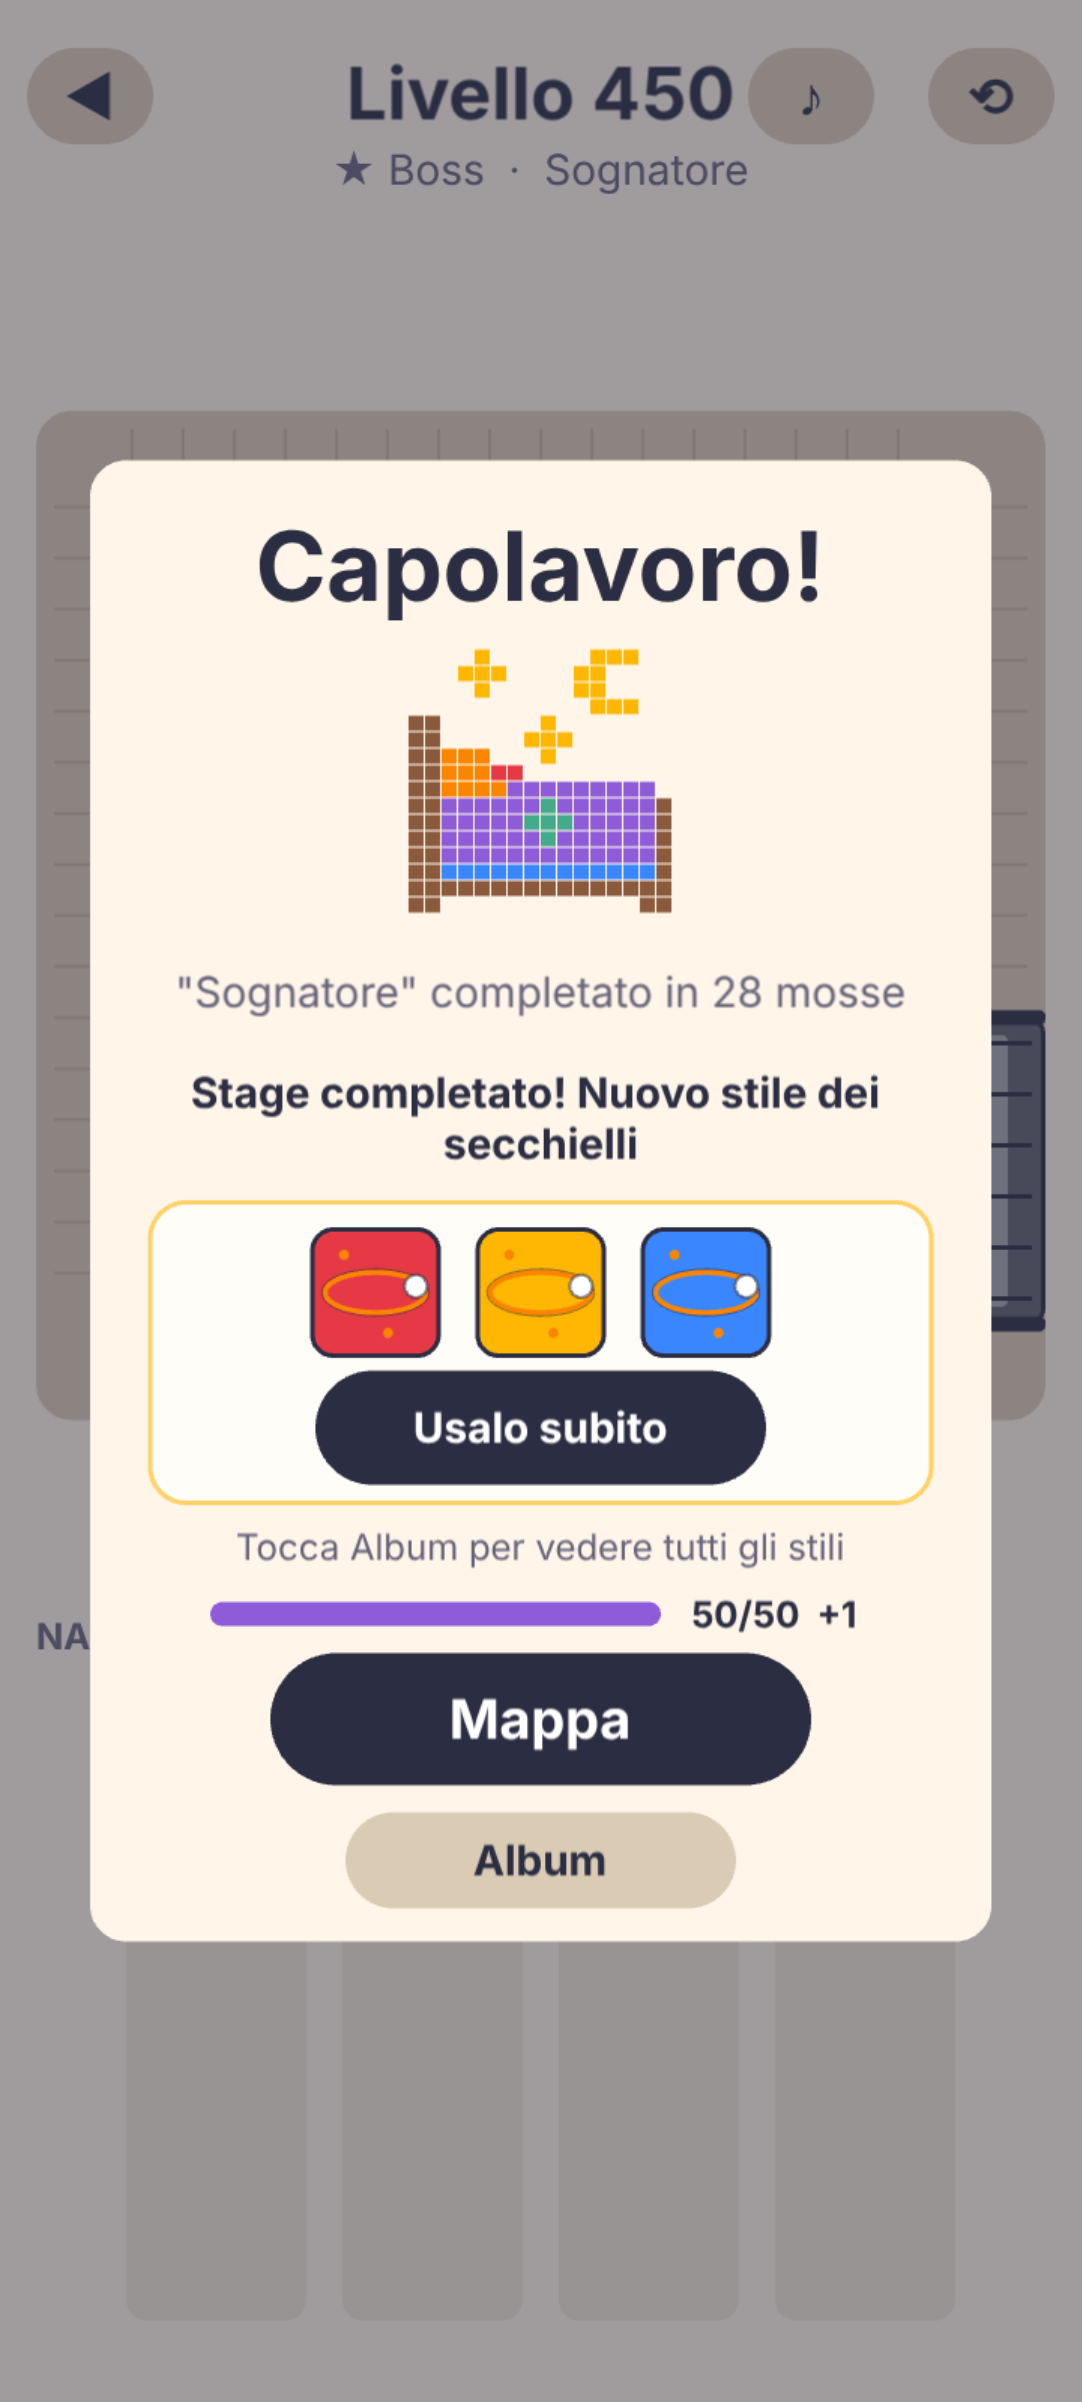 Livello 450
★ Boss · Sognatore
Capolavoro!
"Sognatore" completato in 28 mosse
Stage completato! Nuovo stile dei
secchielli
Usalo subito
Tocca Album per vedere tutti gli stili
50/50 +1
NA
Mappa
Album